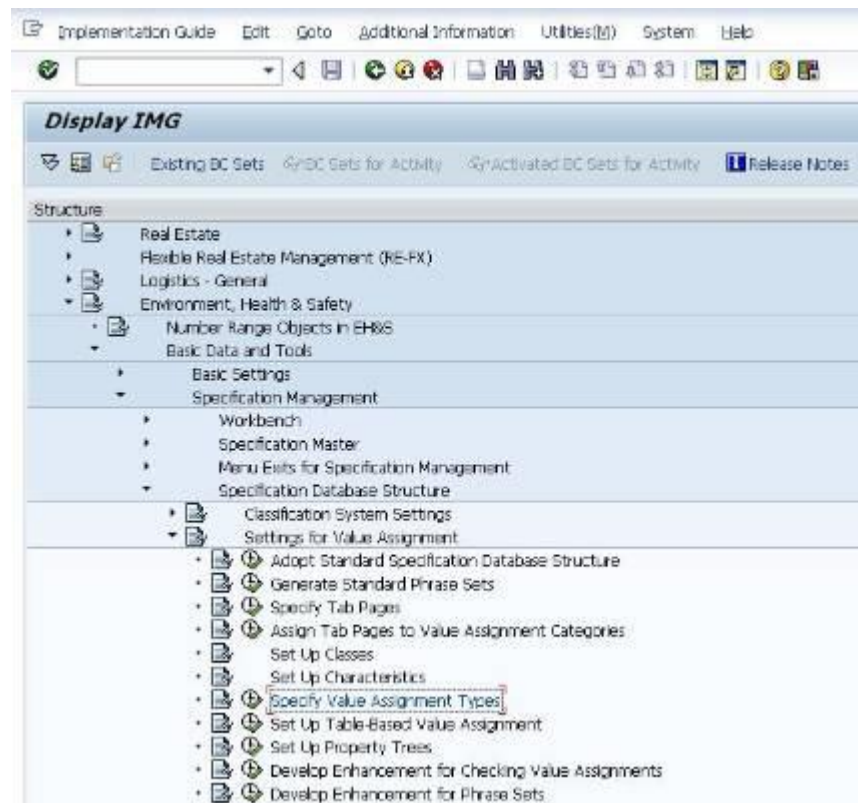 Implementation Guide Edit Goto Additional Information Utilities(M) System Help
Display IMG
Existing BC Sets BC Sets for Activity Activated BC Sets for Activity Release Notes
Structure
Real Estate
Flexible Real Estate Management (RE-FX)
Logistics - General
Environment, Health & Safety
Number Range Objects in EH&S
Basic Data and Tools
Basic Settings
Specification Management
Workbench
Specification Master
Menu Exits for Specification Management
Specification Database Structure
Classification System Settings
Settings for Value Assignment
Adopt Standard Specification Database Structure
Generate Standard Phrase Sets
Specify Tab Pages
Assign Tab Pages to Value Assignment Categories
Set Up Classes
Set Up Characteristics
Specify Value Assignment Types
Set Up Table-Based Value Assignment
Set Up Property Trees
Develop Enhancement for Checking Value Assignments
Develop Enhancement for Phrase Sets